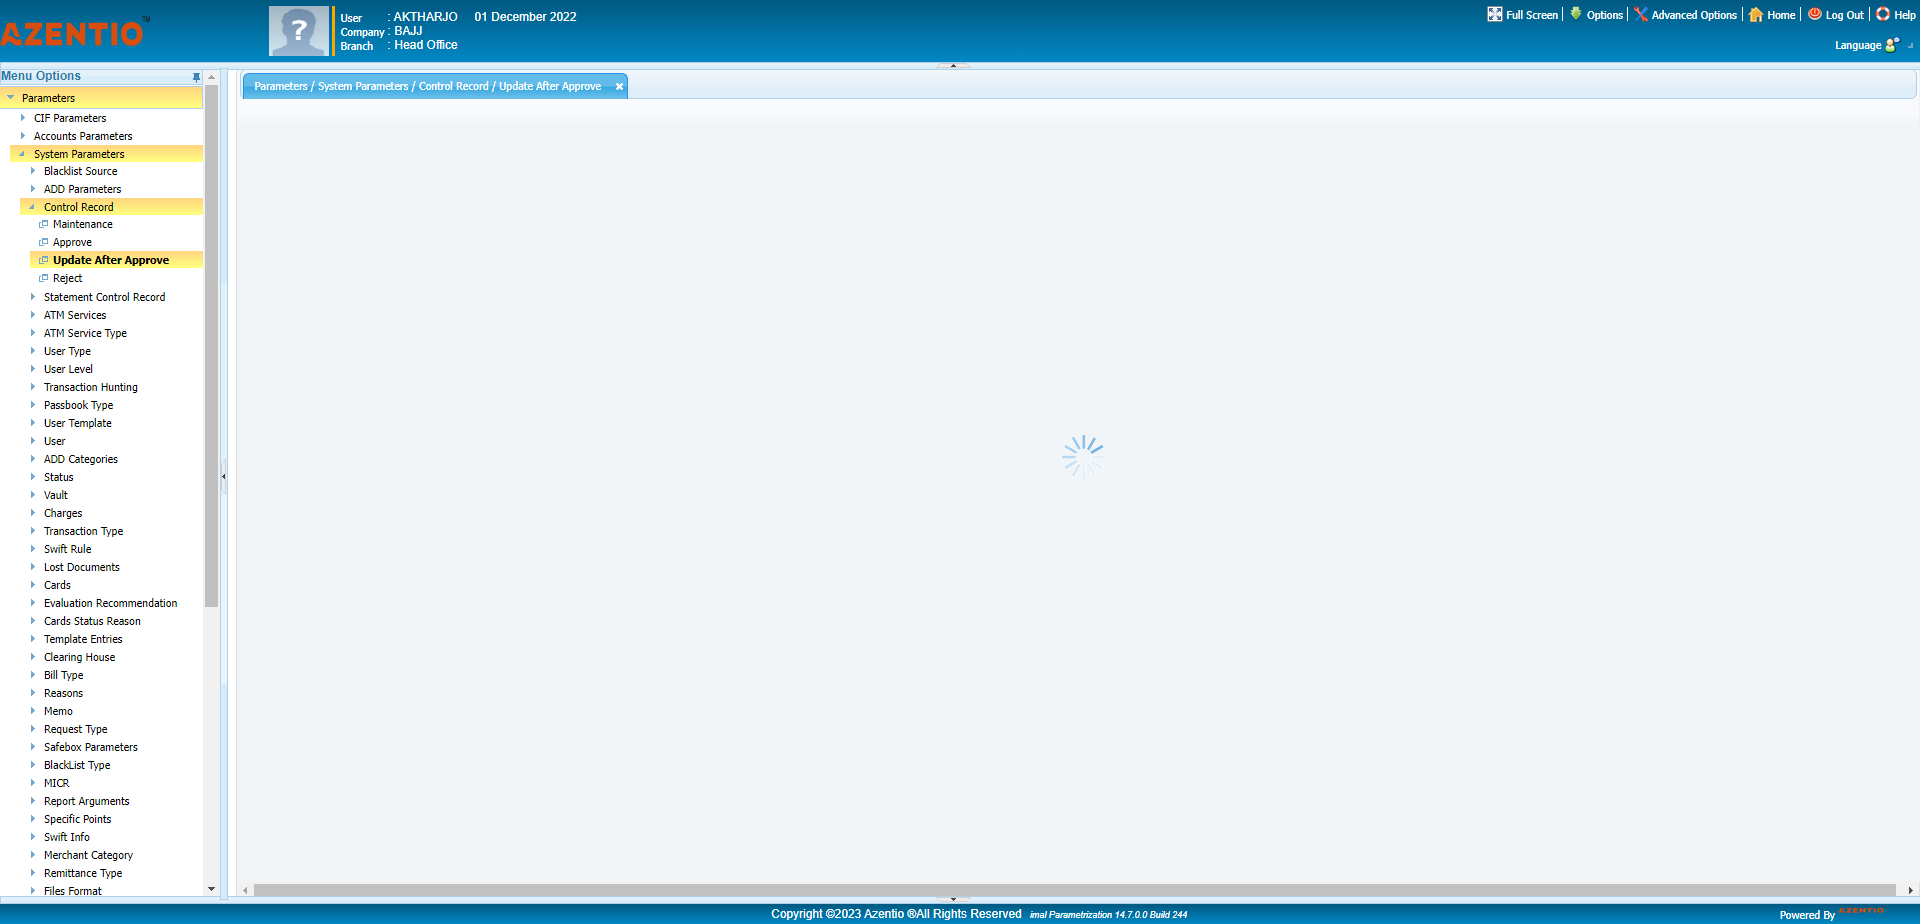 AZENTIO™
User : AKTHARJO 01 December 2022
Company : BAJJ
Branch : Head Office
Full Screen
Options
Advanced Options
Home
Log Out
Help
Language
Menu Options
Parameters
CIF Parameters
Accounts Parameters
System Parameters
Blacklist Source
ADD Parameters
Control Record
Maintenance
Approve
Update After Approve
Reject
Statement Control Record
ATM Services
ATM Service Type
User Type
User Level
Transaction Hunting
Passbook Type
User Template
User
ADD Categories
Status
Vault
Charges
Transaction Type
Swift Rule
Lost Documents
Cards
Evaluation Recommendation
Cards Status Reason
Template Entries
Clearing House
Bill Type
Reasons
Memo
Request Type
Safebox Parameters
BlackList Type
MICR
Report Arguments
Specific Points
Swift Info
Merchant Category
Remittance Type
Files Format
Parameters / System Parameters / Control Record / Update After Approve
Copyright ©2023 Azentio ®All Rights Reserved imal Parametrization 14.7.0.0 Build 244
Powered By AZENTIO